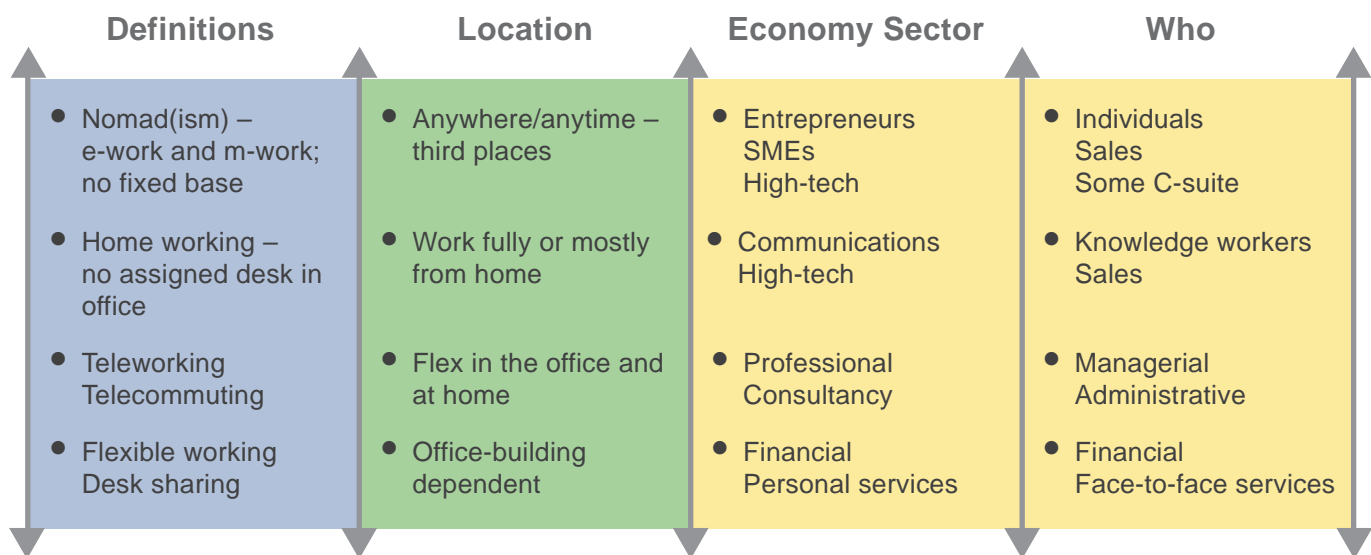 Definitions
Location
Economy Sector
Who
• Nomad(ism) –
e-work and m-work;
no fixed base
• Home working –
no assigned desk in
office
• Teleworking
Telecommuting
• Flexible working
Desk sharing
• Anywhere/anytime –
third places
• Work fully or mostly
from home
• Flex in the office and
at home
• Office-building
dependent
• Entrepreneurs
SMEs
High-tech
• Communications
High-tech
• Professional
Consultancy
• Financial
Personal services
• Individuals
Sales
Some C-suite
• Knowledge workers
Sales
• Managerial
Administrative
• Financial
Face-to-face services